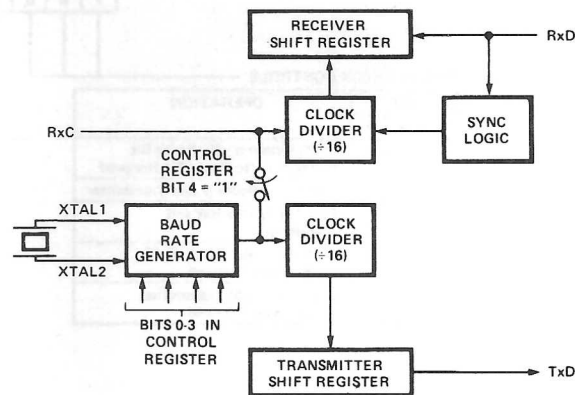 RECEIVER
SHIFT REGISTER
RxD
RxC
CLOCK
DIVIDER
(÷16)
SYNC
LOGIC
CONTROL
REGISTER
BIT 4 = "1"
XTAL1
XTAL2
BAUD
RATE
GENERATOR
CLOCK
DIVIDER
(÷16)
BITS 0-3 IN
CONTROL
REGISTER
TRANSMITTER
SHIFT REGISTER
TxD